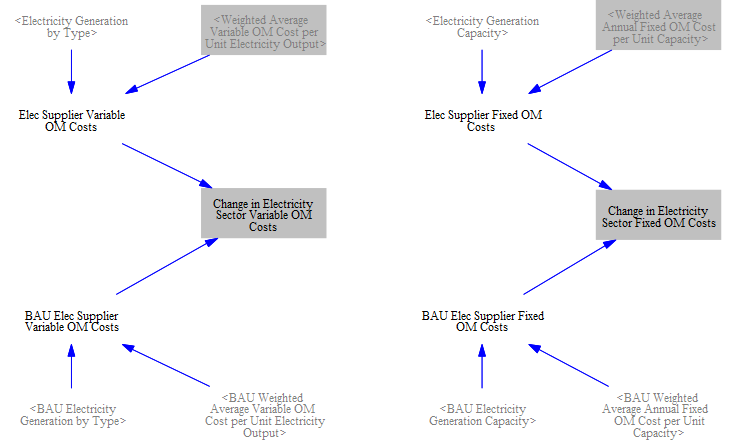 <Electricity Generation
by Type>
<Weighted Average
Variable OM Cost per
Unit Electricity Output>
Elec Supplier Variable
OM Costs
Change in Electricity
Sector Variable OM
Costs
BAU Elec Supplier
Variable OM Costs
<BAU Electricity
Generation by Type>
<BAU Weighted
Average Variable OM
Cost per Unit Electricity
Output>
<Electricity Generation
Capacity>
<Weighted Average
Annual Fixed OM Cost
per Unit Capacity>
Elec Supplier Fixed OM
Costs
Change in Electricity
Sector Fixed OM Costs
BAU Elec Supplier Fixed
OM Costs
<BAU Electricity
Generation Capacity>
<BAU Weighted
Average Annual Fixed
OM Cost per Unit
Capacity>